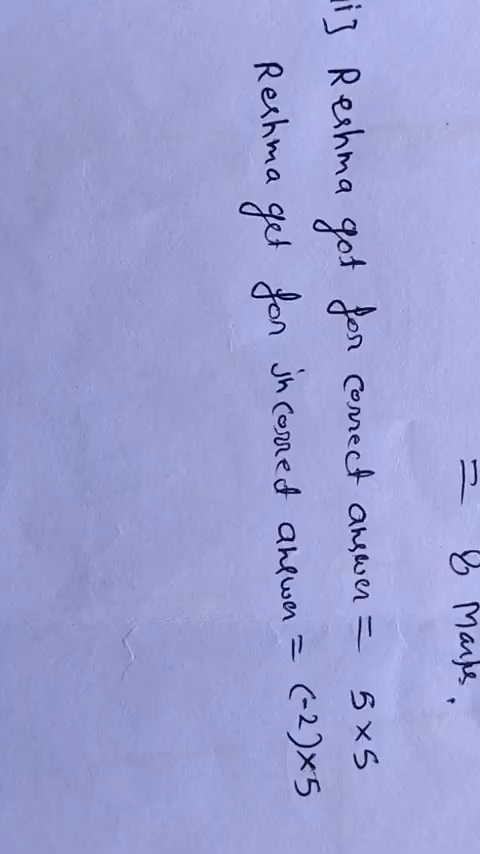 = 8 Marks.
ii] Reshma got for correct answer = 5 × 5
Reshma get for incorrect answer = (-2) × 5